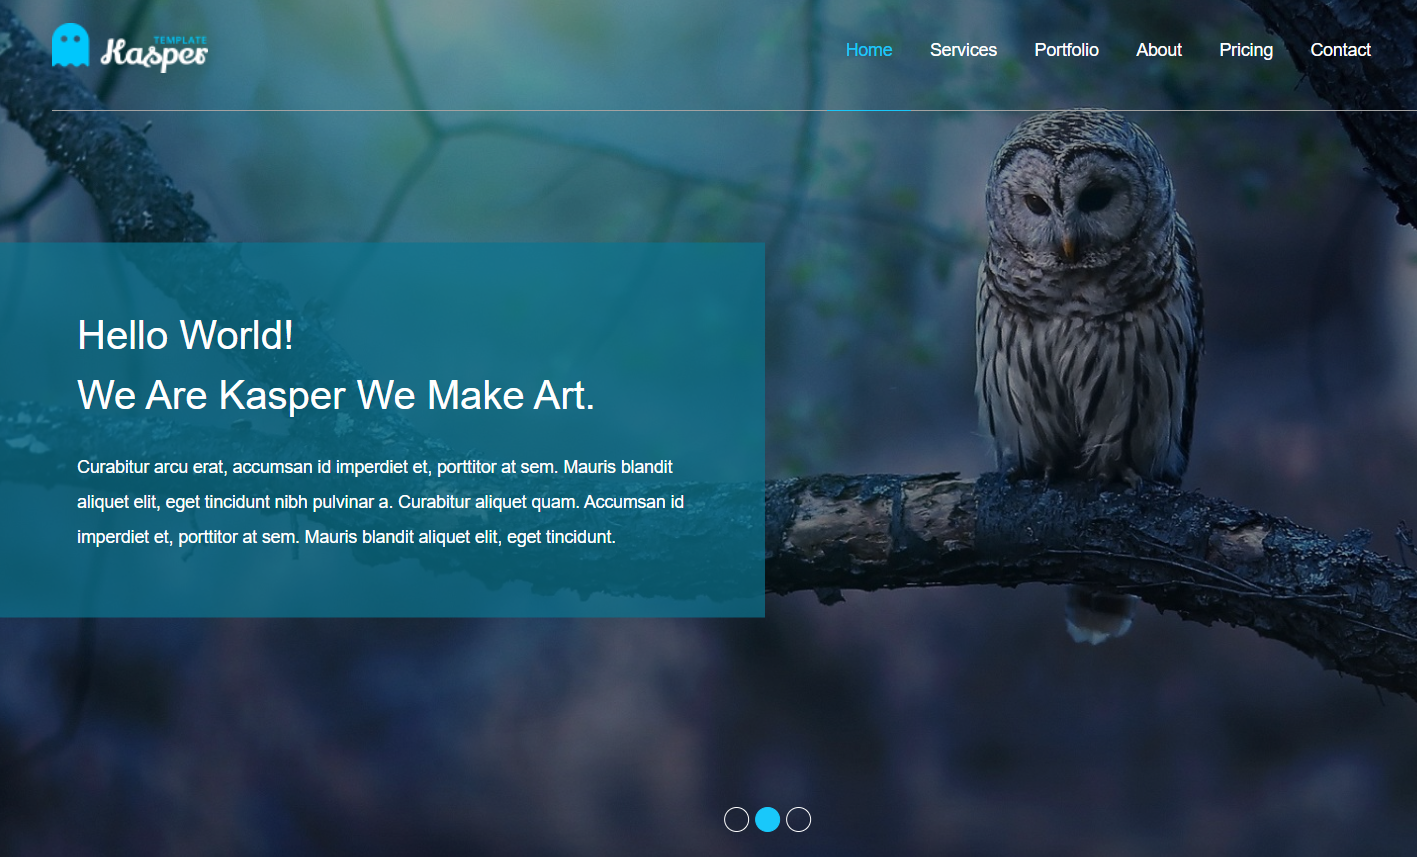 TEMPLATE
Kasper
Home Services Portfolio About Pricing Contact
Hello World!
We Are Kasper We Make Art.
Curabitur arcu erat, accumsan id imperdiet et, porttitor at sem. Mauris blandit
aliquet elit, eget tincidunt nibh pulvinar a. Curabitur aliquet quam. Accumsan id
imperdiet et, porttitor at sem. Mauris blandit aliquet elit, eget tincidunt.